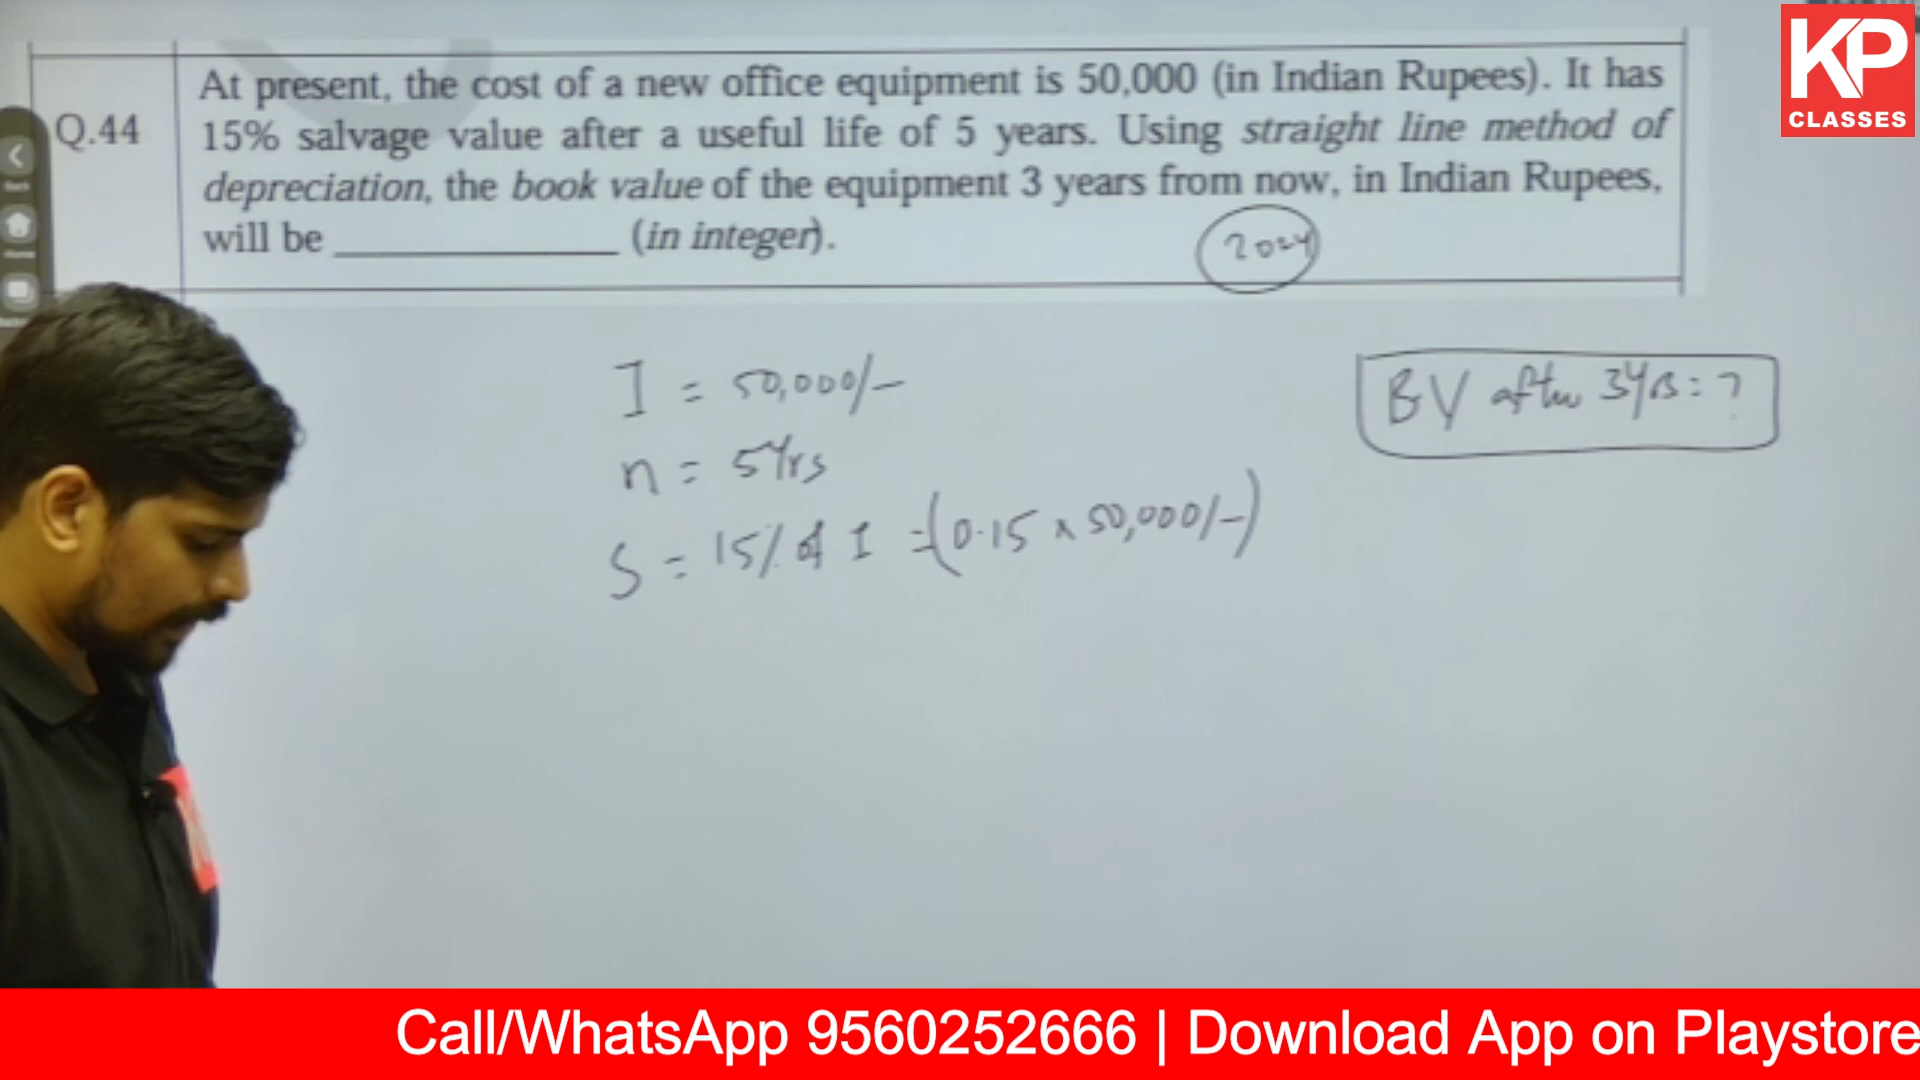 KP
CLASSES
Q.44
At present, the cost of a new office equipment is 50,000 (in Indian Rupees). It has
15% salvage value after a useful life of 5 years. Using straight line method of
depreciation, the book value of the equipment 3 years from now, in Indian Rupees,
will be ____________ (in integer).
2024
I = 50,000/-
n = 5Yrs
S = 15% of I = (0.15 x 50,000/-)
BV after 3Yrs = ?
Back
Home
Call/WhatsApp 9560252666 | Download App on Playstore